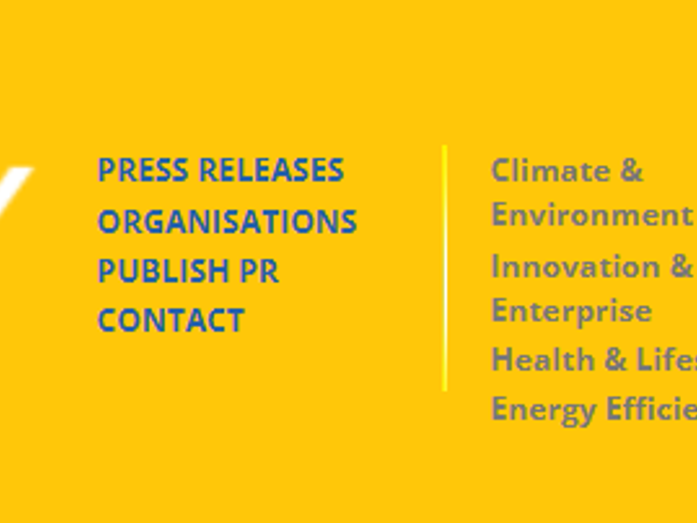 PRESS RELEASES
ORGANISATIONS
PUBLISH PR
CONTACT
Climate &
Environment
Innovation &
Enterprise
Health &
Energy